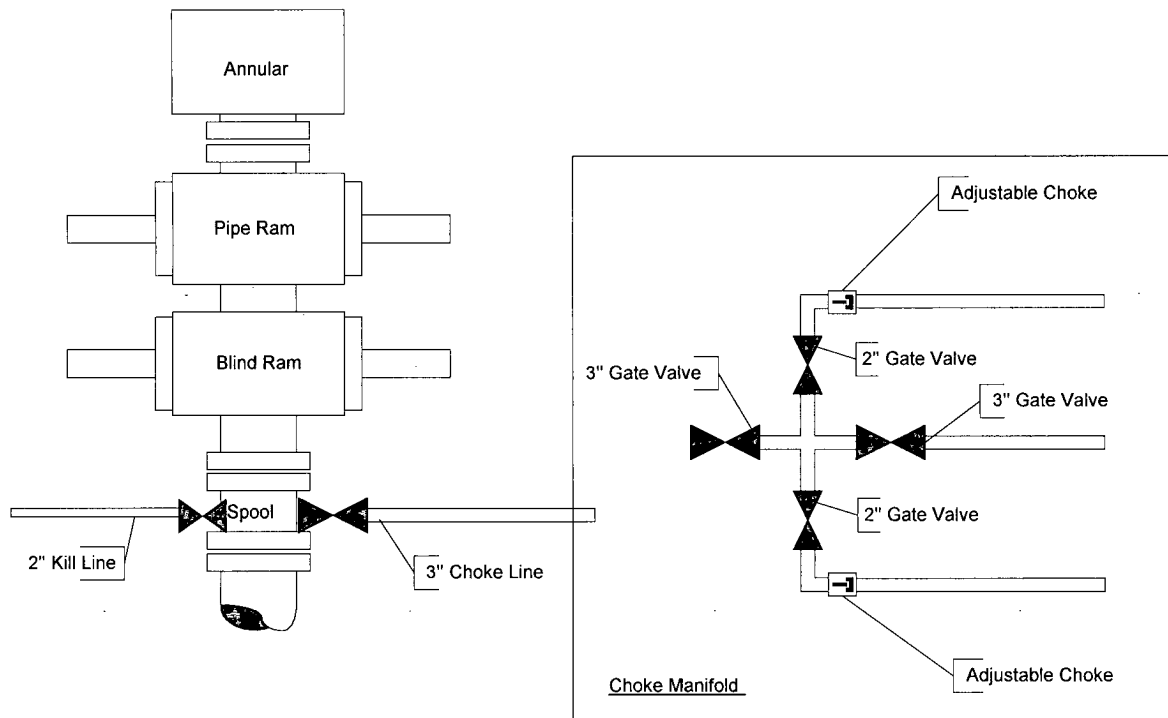 Annular
Pipe Ram
Blind Ram
Spool
2" Kill Line
3" Choke Line
Adjustable Choke
2" Gate Valve
3" Gate Valve
3" Gate Valve
2" Gate Valve
Adjustable Choke
Choke Manifold